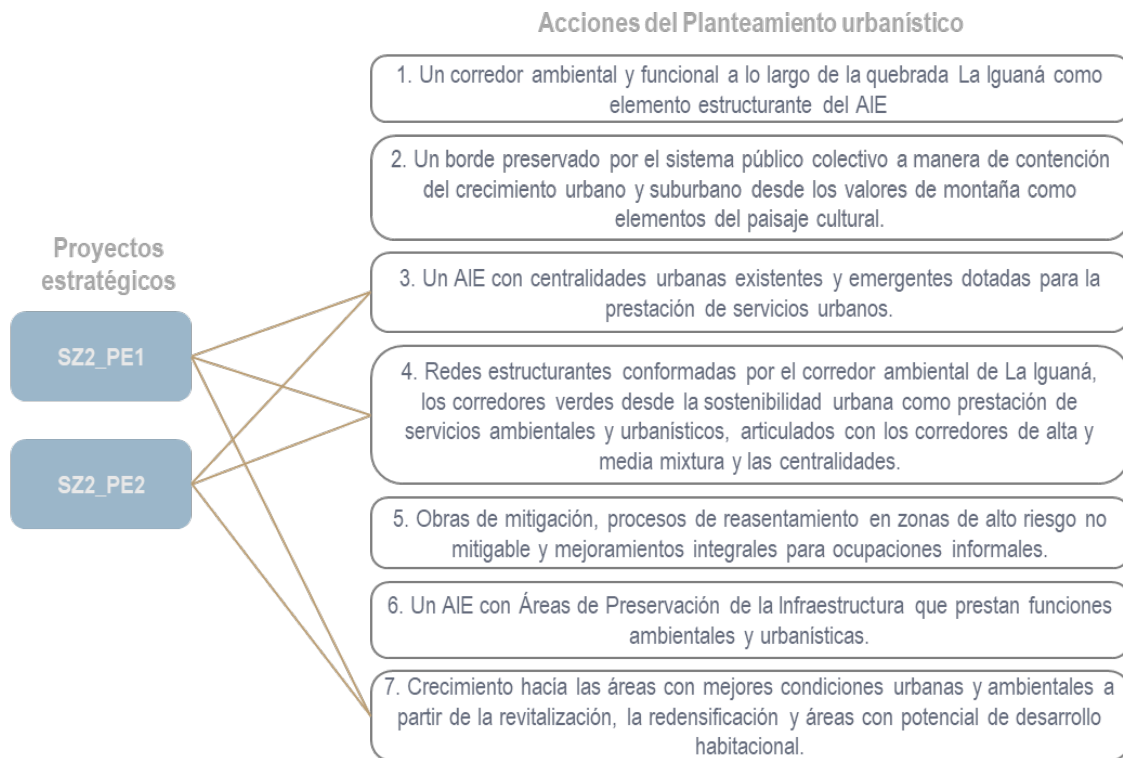 Acciones del Planteamiento urbanístico
1. Un corredor ambiental y funcional a lo largo de la quebrada La Iguaná como
elemento estructurante del AIE
2. Un borde preservado por el sistema público colectivo a manera de contención
del crecimiento urbano y suburbano desde los valores de montaña como
elementos del paisaje cultural.
Proyectos
estratégicos
3. Un AIE con centralidades urbanas existentes y emergentes dotadas para la
prestación de servicios urbanos.
SZ2_PE1
4. Redes estructurantes conformadas por el corredor ambiental de La Iguaná,
los corredores verdes desde la sostenibilidad urbana como prestación de
servicios ambientales y urbanísticos, articulados con los corredores de alta y
media mixtura y las centralidades.
SZ2_PE2
5. Obras de mitigación, procesos de reasentamiento en zonas de alto riesgo no
mitigable y mejoramientos integrales para ocupaciones informales.
6. Un AIE con Áreas de Preservación de la Infraestructura que prestan funciones
ambientales y urbanísticas.
7. Crecimiento hacia las áreas con mejores condiciones urbanas y ambientales a
partir de la revitalización, la redensificación y áreas con potencial de desarrollo
habitacional.